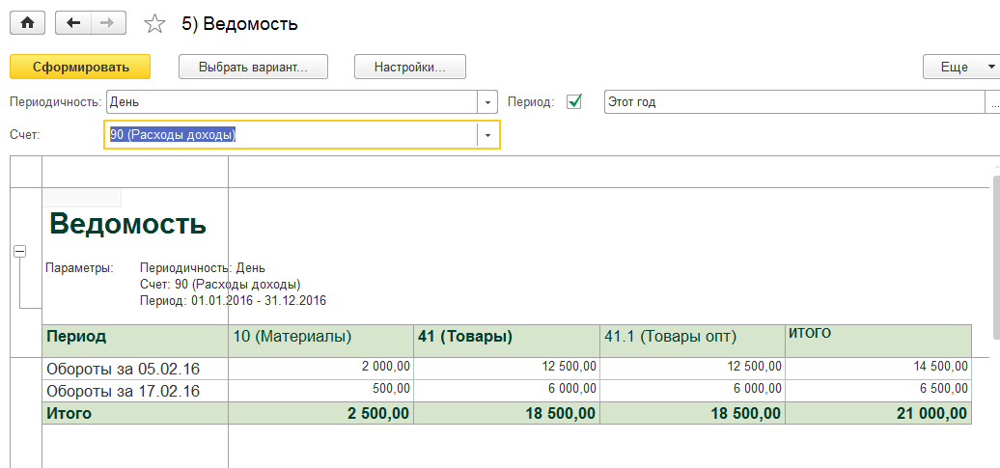 5) Ведомость
Сформировать Выбрать вариант... Настройки... Еще
Периодичность: День Период: Этот год ...
Счет: 90 (Расходы доходы)
Ведомость
Параметры: Периодичность: День
Счет: 90 (Расходы доходы)
Период: 01.01.2016 - 31.12.2016
Период 10 (Материалы) 41 (Товары) 41.1 (Товары опт) ИТОГО
Обороты за 05.02.16 2 000,00 12 500,00 12 500,00 14 500,00
Обороты за 17.02.16 500,00 6 000,00 6 000,00 6 500,00
Итого 2 500,00 18 500,00 18 500,00 21 000,00